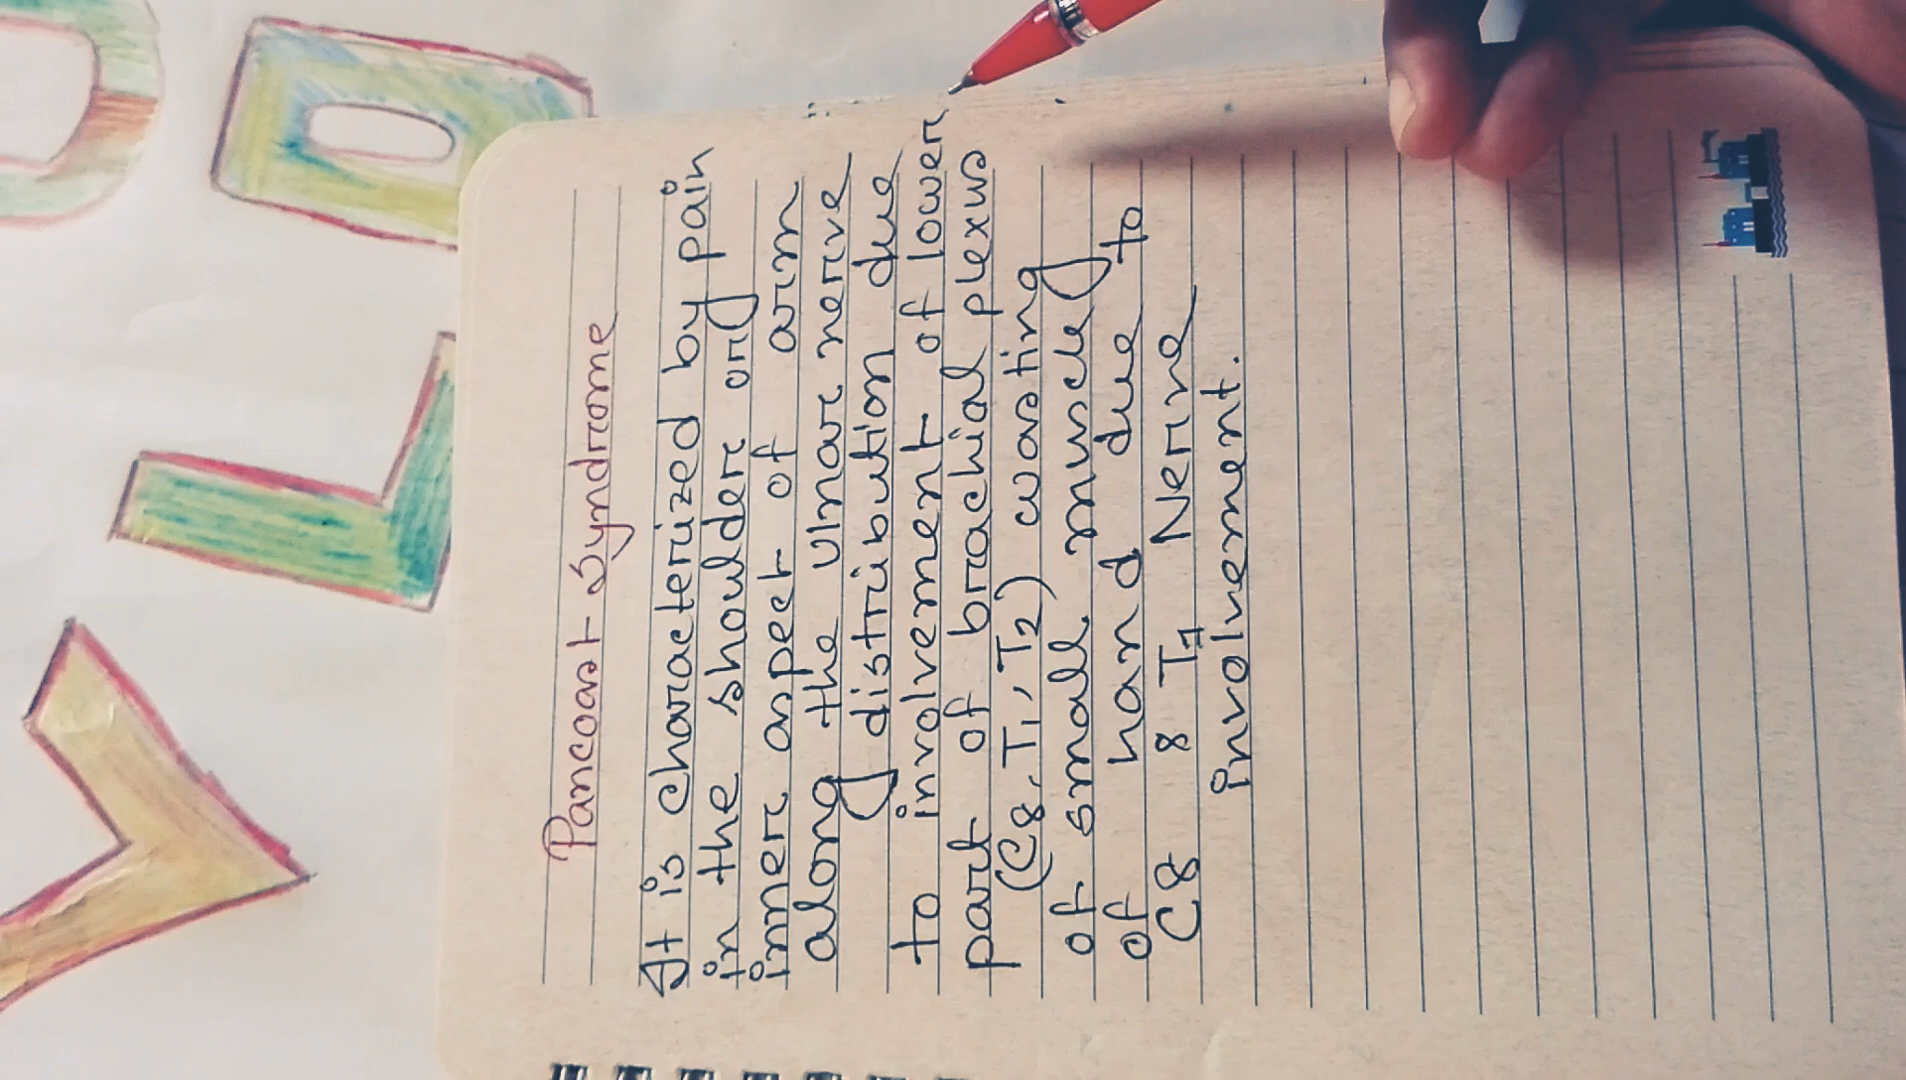 Pancoast Syndrome
It is characterized by pain
in the shoulder and
inner aspect of arm
along the ulnar nerve
distribution due
to involvement of lower
part of brachial plexus
(C8, T1, T2) wasting
of small muscle
of hand due to
C8 & T1 Nerve
involvement.